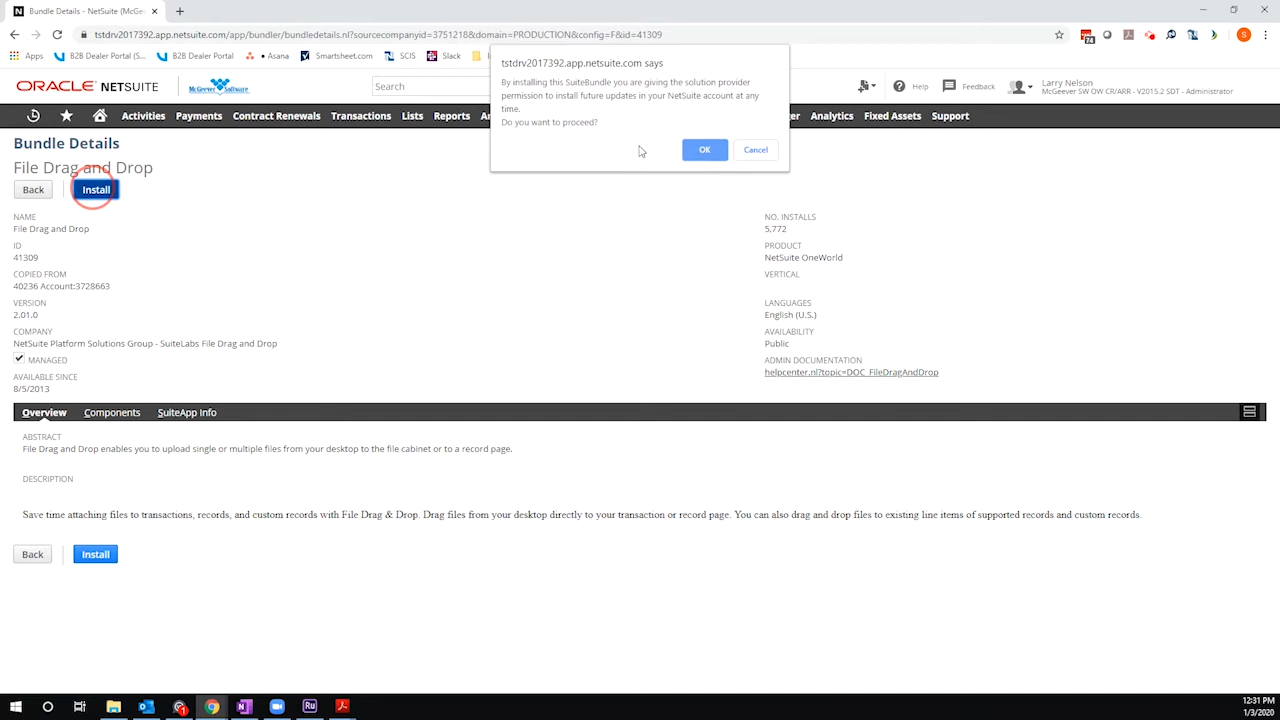 Bundle Details - NetSuite (McGe
tstdrv2017392.app.netsuite.com/app/bundler/bundledetails.nl?sourcecompanyid=3751218&domain=PRODUCTION&config=F&id=41309
74
S
Apps
B2B Dealer Portal (S...
B2B Dealer Portal
Asana
Smartsheet.com
SCIS
Slack
tstdrv2017392.app.netsuite.com says
By installing this SuiteBundle you are giving the solution provider
permission to install future updates in your NetSuite account at any
time.
Do you want to proceed?
OK
Cancel
ORACLE NETSUITE
McGeever Software
Search
Help
Feedback
Larry Nelson
McGeever SW OW CR/ARR - V2015.2 SDT - Administrator
Activities
Payments
Contract Renewals
Transactions
Lists
Reports
Analytics
Fixed Assets
Support
Bundle Details
File Drag and Drop
Back
Install
NAME
File Drag and Drop
ID
41309
COPIED FROM
40236 Account:3728663
VERSION
2.01.0
COMPANY
NetSuite Platform Solutions Group - SuiteLabs File Drag and Drop
MANAGED
AVAILABLE SINCE
8/5/2013
NO. INSTALLS
5,772
PRODUCT
NetSuite OneWorld
VERTICAL
LANGUAGES
English (U.S.)
AVAILABILITY
Public
ADMIN DOCUMENTATION
helpcenter.nl?topic=DOC_FileDragAndDrop
Overview
Components
SuiteApp Info
ABSTRACT
File Drag and Drop enables you to upload single or multiple files from your desktop to the file cabinet or to a record page.
DESCRIPTION
Save time attaching files to transactions, records, and custom records with File Drag & Drop. Drag files from your desktop directly to your transaction or record page. You can also drag and drop files to existing line items of supported records and custom records.
Back
Install
12:31 PM
1/3/2020